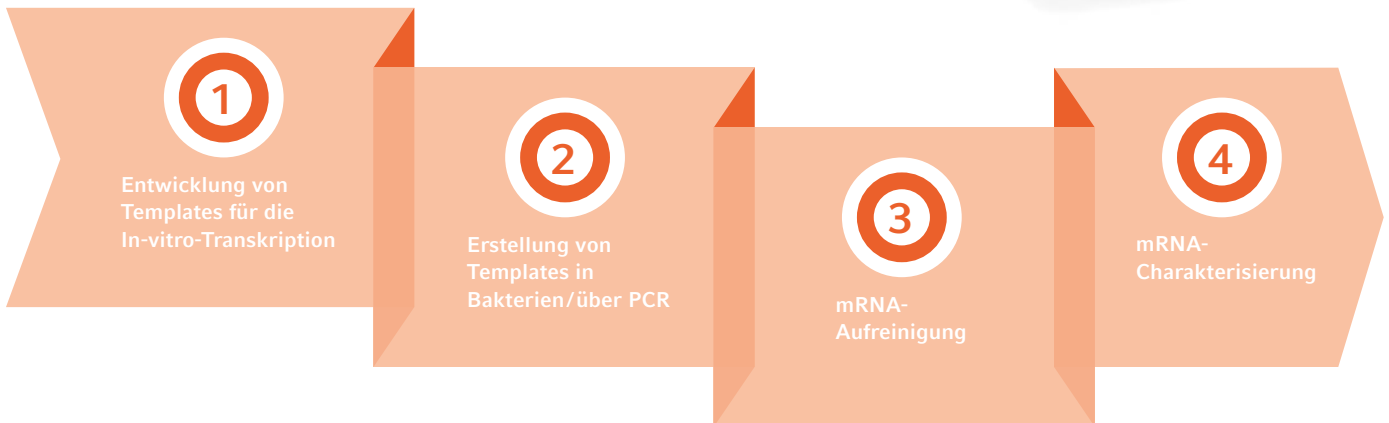 1
Entwicklung von
Templates für die
In-vitro-Transkription
2
Erstellung von
Templates in
Bakterien/über PCR
3
mRNA-
Aufreinigung
4
mRNA-
Charakterisierung